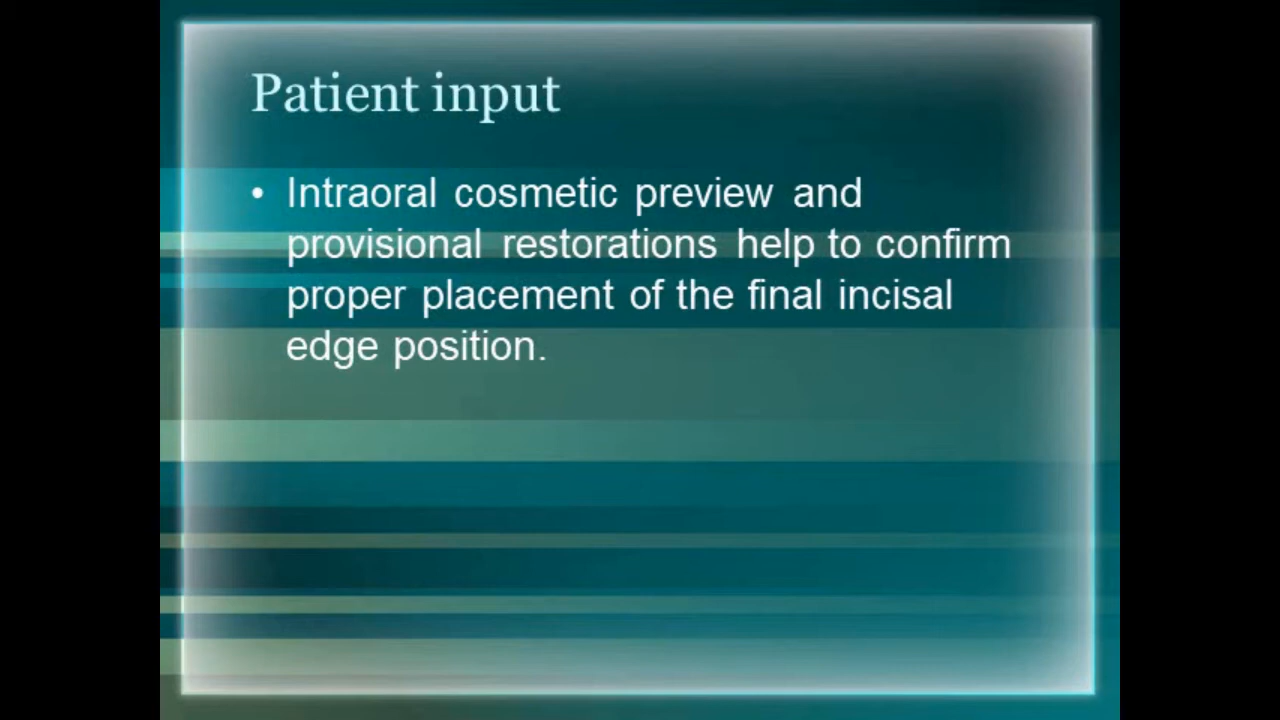 Patient input
• Intraoral cosmetic preview and
provisional restorations help to confirm
proper placement of the final incisal
edge position.